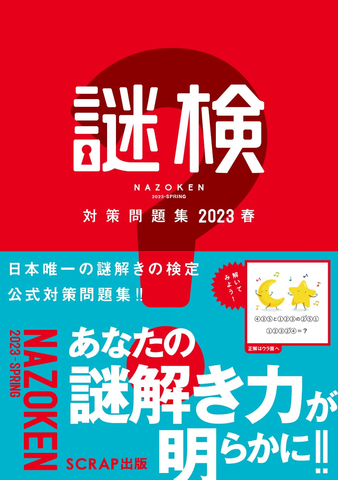 謎検
NAZOKEN
2023-SPRING
対策問題集 2023 春
日本唯一の謎解きの検定
公式対策問題集!!
解いてみよう!
正解はウラ面へ
あなたの
謎解き力が
明らかに!!
NAZOKEN
2023-SPRING
SCRAP出版